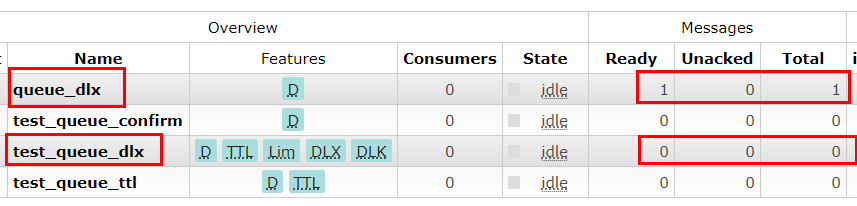 Overview Messages
Name Features Consumers State Ready Unacked Total
queue_dlx D 0 idle 1 0 1
test_queue_confirm D 0 idle 0 0 0
test_queue_dlx D TTL Lim DLX DLK 0 idle 0 0 0
test_queue_ttl D TTL 0 idle 0 0 0